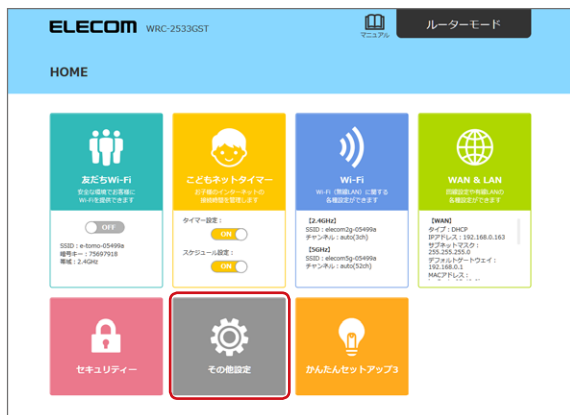 ELECOM WRC-2533GST
マニュアル
ルーターモード
HOME
友だちWi-Fi
安全な環境でお客様に
Wi-Fiを提供できます
OFF
SSID : e-tomo-05499a
暗号キー : 75697918
帯域 : 2.4GHz
こどもネットタイマー
お子様のインターネットの
接続時間を管理します
タイマー設定 :
ON
スケジュール設定 :
ON
Wi-Fi
Wi-Fi（無線LAN）に関する
各種設定ができます
【2.4GHz】
SSID : elecom2g-05499a
チャンネル : auto(3ch)
【5GHz】
SSID : elecom5g-05499a
チャンネル : auto(52ch)
WAN & LAN
回線設定や有線LANの
各種設定ができます
【WAN】
タイプ : DHCP
IPアドレス : 192.168.0.163
サブネットマスク :
255.255.255.0
デフォルトゲートウェイ :
192.168.0.1
MACアドレス :
セキュリティー
その他設定
かんたんセットアップ3